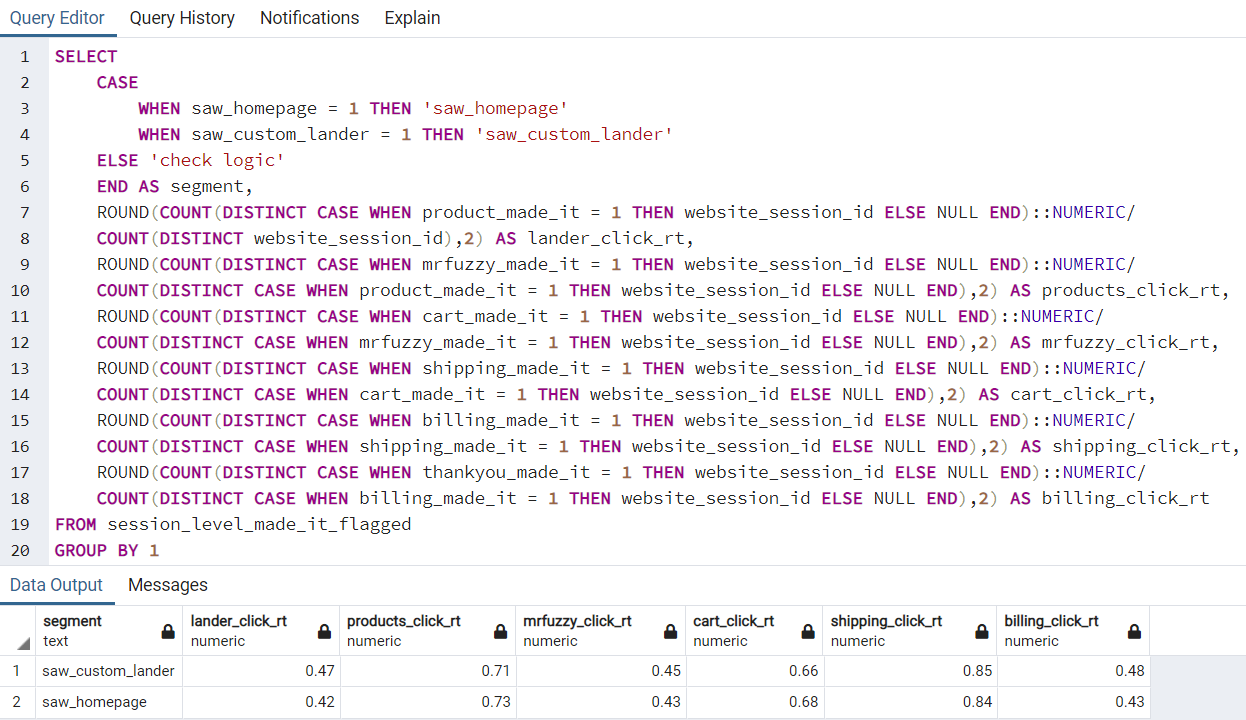 Query Editor Query History Notifications Explain
1 SELECT
2 CASE
3 WHEN saw_homepage = 1 THEN 'saw_homepage'
4 WHEN saw_custom_lander = 1 THEN 'saw_custom_lander'
5 ELSE 'check logic'
6 END AS segment,
7 ROUND(COUNT(DISTINCT CASE WHEN product_made_it = 1 THEN website_session_id ELSE NULL END)::NUMERIC/
8 COUNT(DISTINCT website_session_id),2) AS lander_click_rt,
9 ROUND(COUNT(DISTINCT CASE WHEN mrfuzzy_made_it = 1 THEN website_session_id ELSE NULL END)::NUMERIC/
10 COUNT(DISTINCT CASE WHEN product_made_it = 1 THEN website_session_id ELSE NULL END),2) AS products_click_rt,
11 ROUND(COUNT(DISTINCT CASE WHEN cart_made_it = 1 THEN website_session_id ELSE NULL END)::NUMERIC/
12 COUNT(DISTINCT CASE WHEN mrfuzzy_made_it = 1 THEN website_session_id ELSE NULL END),2) AS mrfuzzy_click_rt,
13 ROUND(COUNT(DISTINCT CASE WHEN shipping_made_it = 1 THEN website_session_id ELSE NULL END)::NUMERIC/
14 COUNT(DISTINCT CASE WHEN cart_made_it = 1 THEN website_session_id ELSE NULL END),2) AS cart_click_rt,
15 ROUND(COUNT(DISTINCT CASE WHEN billing_made_it = 1 THEN website_session_id ELSE NULL END)::NUMERIC/
16 COUNT(DISTINCT CASE WHEN shipping_made_it = 1 THEN website_session_id ELSE NULL END),2) AS shipping_click_rt,
17 ROUND(COUNT(DISTINCT CASE WHEN thankyou_made_it = 1 THEN website_session_id ELSE NULL END)::NUMERIC/
18 COUNT(DISTINCT CASE WHEN billing_made_it = 1 THEN website_session_id ELSE NULL END),2) AS billing_click_rt
19 FROM session_level_made_it_flagged
20 GROUP BY 1
Data Output Messages
segment lander_click_rt products_click_rt mrfuzzy_click_rt cart_click_rt shipping_click_rt billing_click_rt
text numeric numeric numeric numeric numeric numeric
1 saw_custom_lander 0.47 0.71 0.45 0.66 0.85 0.48
2 saw_homepage 0.42 0.73 0.43 0.68 0.84 0.43